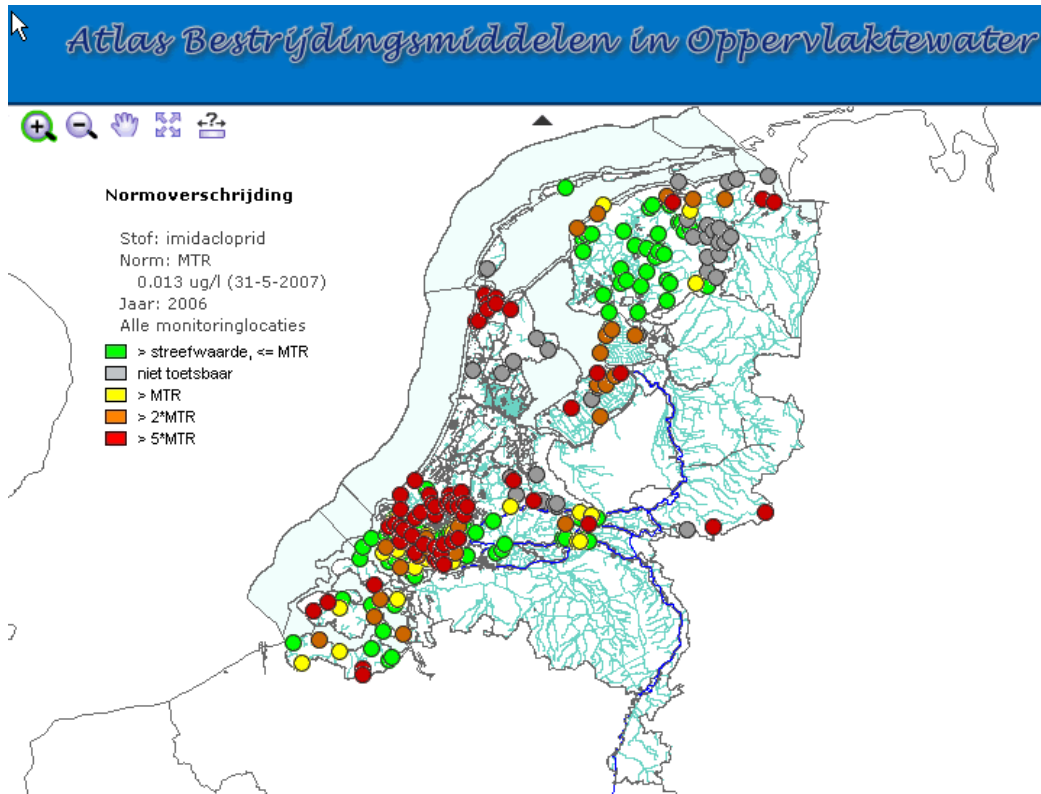 Atlas Bestrijdingsmiddelen in Oppervlaktewater
?
Normoverschrijding
Stof: imidacloprid
Norm: MTR
0.013 ug/l (31-5-2007)
Jaar: 2006
Alle monitoringlocaties
> streefwaarde, <= MTR
niet toetsbaar
> MTR
> 2*MTR
> 5*MTR